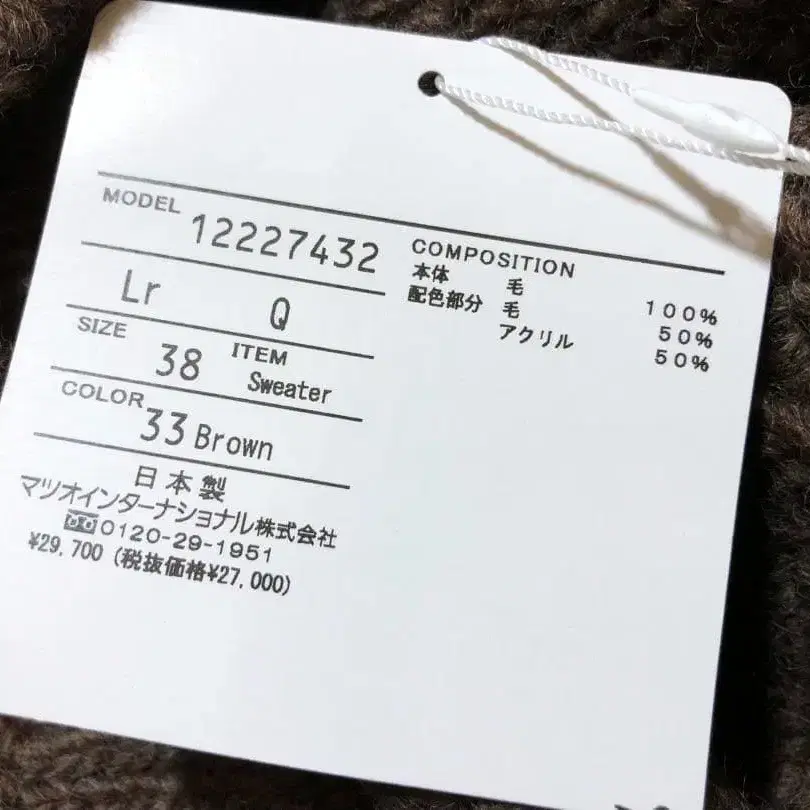 MODEL 12227432
Lr Q
SIZE 38 ITEM Sweater
COLOR 33 Brown
日本製
マツオインターナショナル株式会社
0120-29-1951
¥29,700 (税抜価格¥27,000)
COMPOSITION
本体 毛 100%
配色部分 毛 50%
アクリル 50%